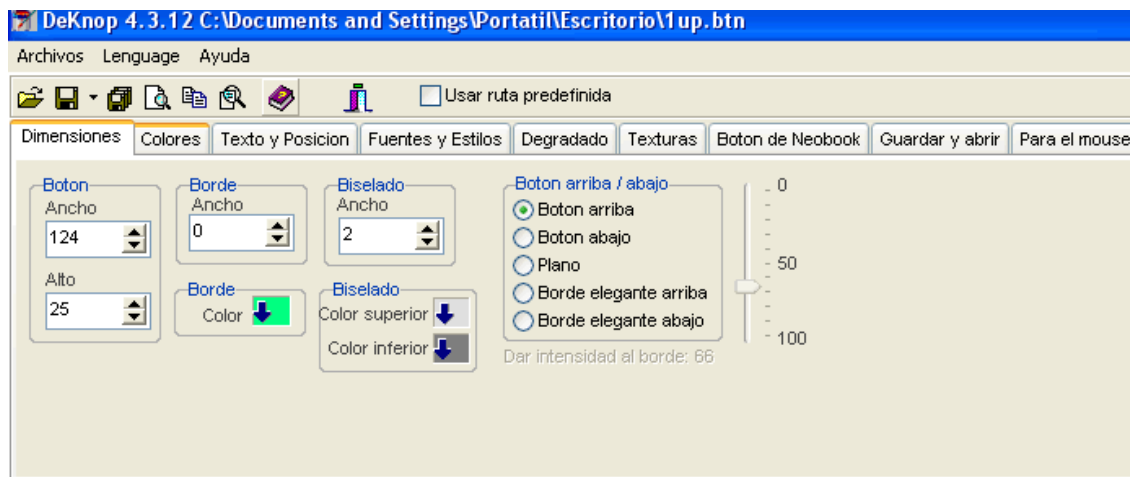 DeKnop 4.3.12 C:\Documents and Settings\Portatil\Escritorio\1up.btn
Archivos Lenguage Ayuda
Usar ruta predefinida
Dimensiones Colores Texto y Posicion Fuentes y Estilos Degradado Texturas Boton de Neobook Guardar y abrir Para el mouse
Boton Borde Biselado Boton arriba / abajo 0
Ancho Ancho Ancho Boton arriba
124 0 2 Boton abajo
Plano 50
Alto Borde Biselado Borde elegante arriba
25 Color Color superior Borde elegante abajo
Color inferior 100
Dar intensidad al borde: 66